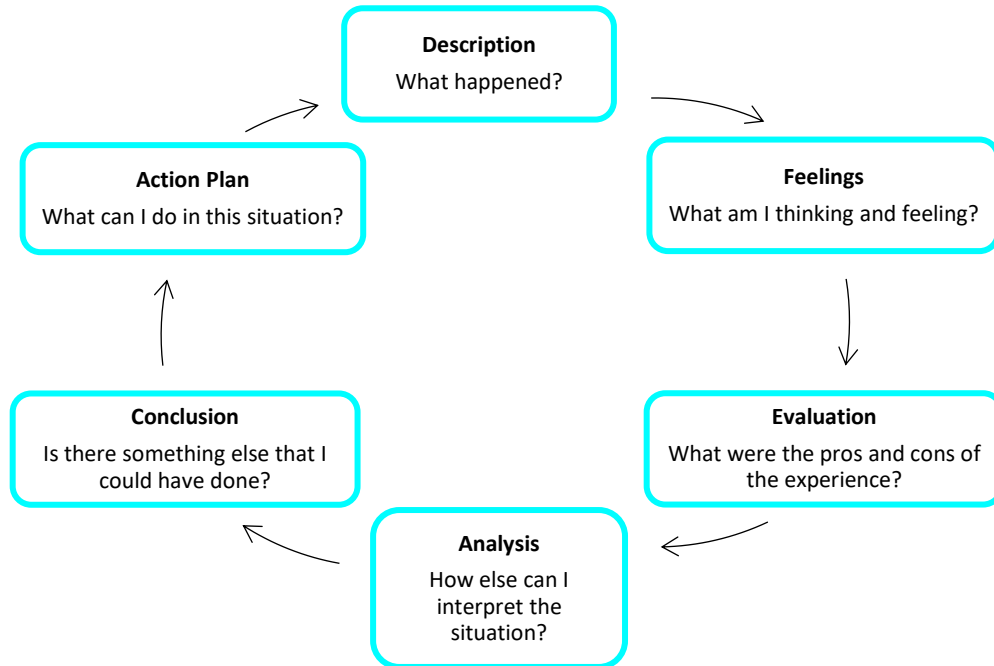 Description
What happened?
Feelings
What am I thinking and feeling?
Evaluation
What were the pros and cons of
the experience?
Analysis
How else can I
interpret the
situation?
Conclusion
Is there something else that I
could have done?
Action Plan
What can I do in this situation?